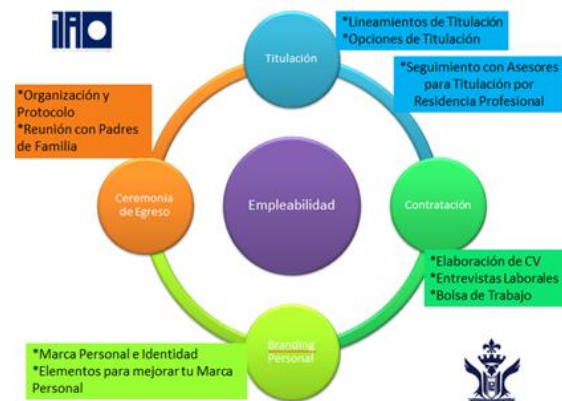 *Lineamientos de Titulación
*Opciones de Titulación
Titulación
*Seguimiento con Asesores
para Titulación por
Residencia Profesional
*Organización y
Protocolo
*Reunión con Padres
de Familia
Ceremonia
de Egreso
Empleabilidad
Contratación
*Elaboración de CV
*Entrevistas Laborales
*Bolsa de Trabajo
Branding
Personal
*Marca Personal e Identidad
*Elementos para mejorar tu Marca
Personal